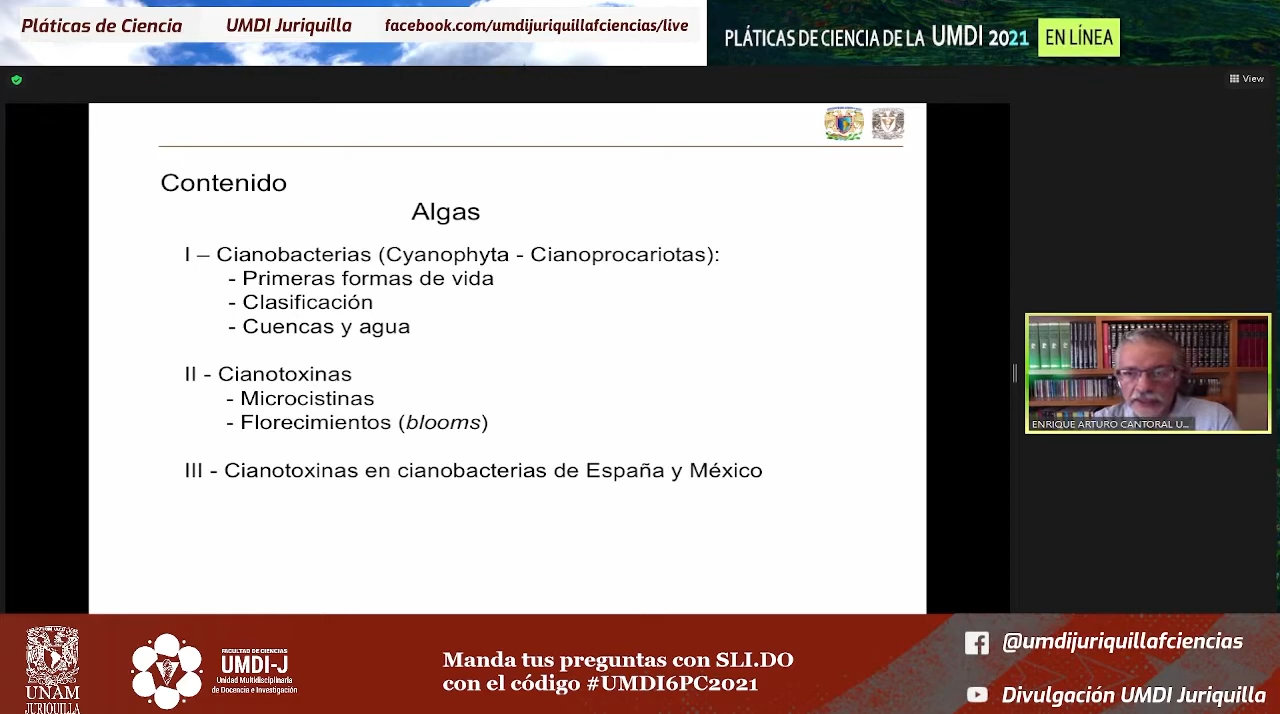 Pláticas de Ciencia UMDI Juriquilla facebook.com/umdijuriquillafciencias/live
PLÁTICAS DE CIENCIA DE LA UMDI 2021 EN LÍNEA
View
Contenido
Algas
I – Cianobacterias (Cyanophyta - Cianoprocariotas):
- Primeras formas de vida
- Clasificación
- Cuencas y agua
II - Cianotoxinas
- Microcistinas
- Florecimientos (blooms)
III - Cianotoxinas en cianobacterias de España y México
ENRIQUE ARTURO CANTORAL U...
UNAM
JURIQUILLA
FACULTAD DE CIENCIAS
UMDI-J
Unidad Multidisciplinaria
de Docencia e Investigación
Manda tus preguntas con SLI.DO
con el código #UMDI6PC2021
@umdijuriquillafciencias
Divulgación UMDI Juriquilla